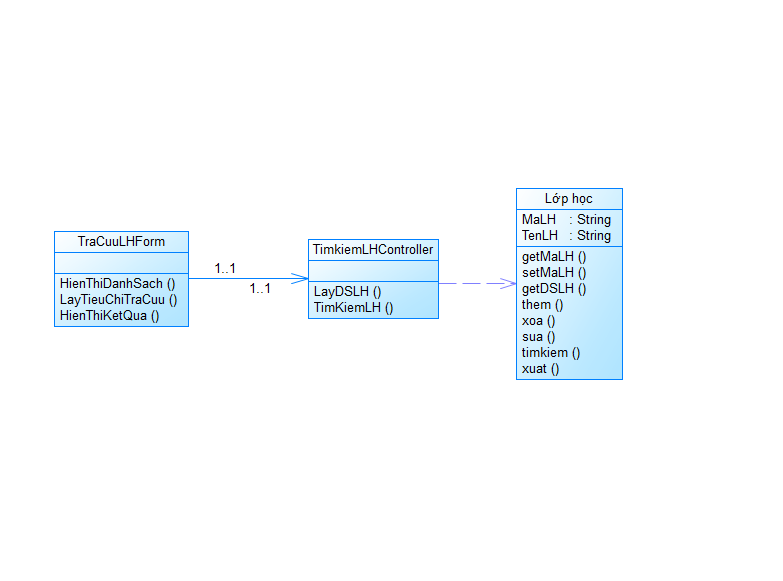 TraCuuLHForm
HienThiDanhSach ()
LayTieuChiTraCuu ()
HienThiKetQua ()
1..1
1..1
TimkiemLHController
LayDSLH ()
TimKiemLH ()
Lớp học
MaLH : String
TenLH : String
getMaLH ()
setMaLH ()
getDSLH ()
them ()
xoa ()
sua ()
timkiem ()
xuat ()